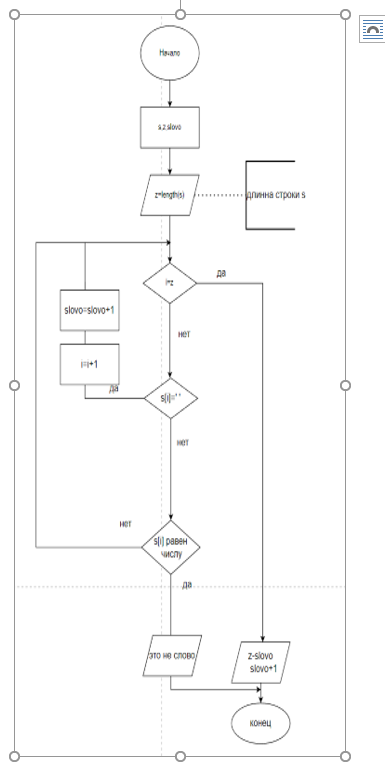 Начало
s,z,slovo
z=length(s)
длинна строки s
i=z
да
slovo=slovo+1
нет
i=i+1
да
s[i]=' '
нет
нет
s[i] равен
числу
да
это не слово
z-slovo
slovo+1
конец